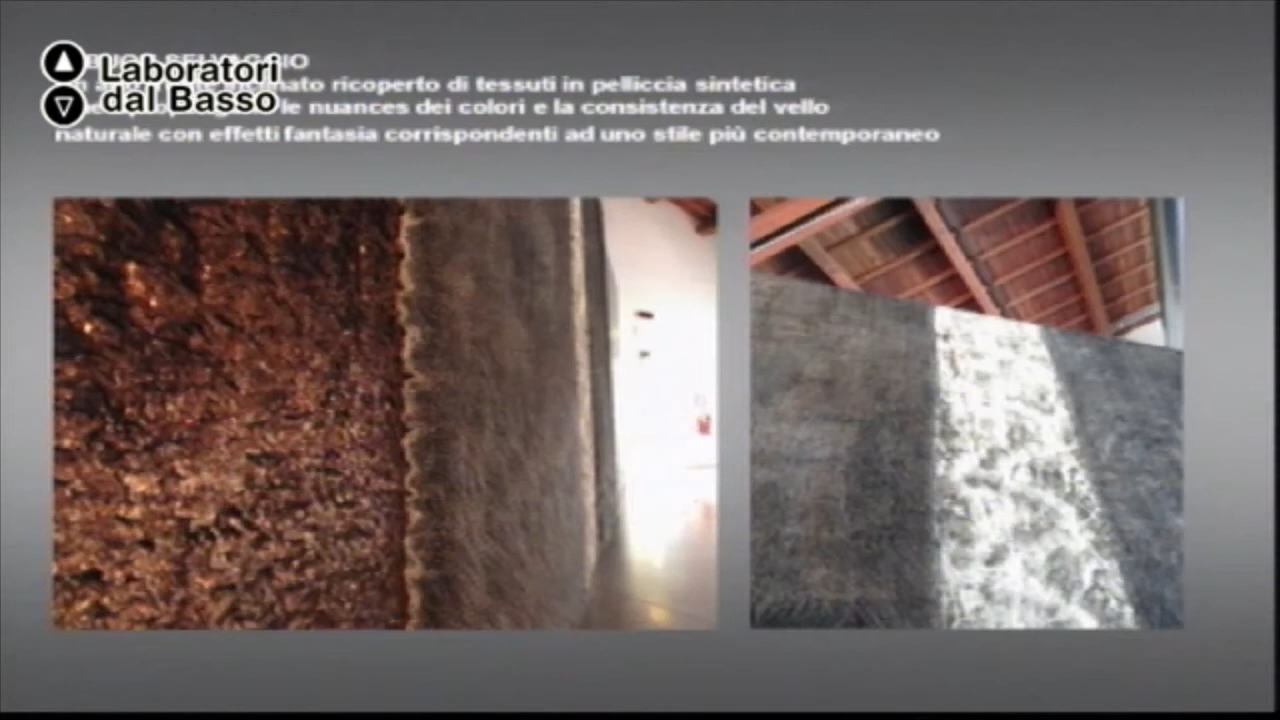 Laboratori
dal Basso
ricoperto di tessuti in pelliccia sintetica
le nuances dei colori e la consistenza del vello
naturale con effetti fantasia corrispondenti ad uno stile più contemporaneo